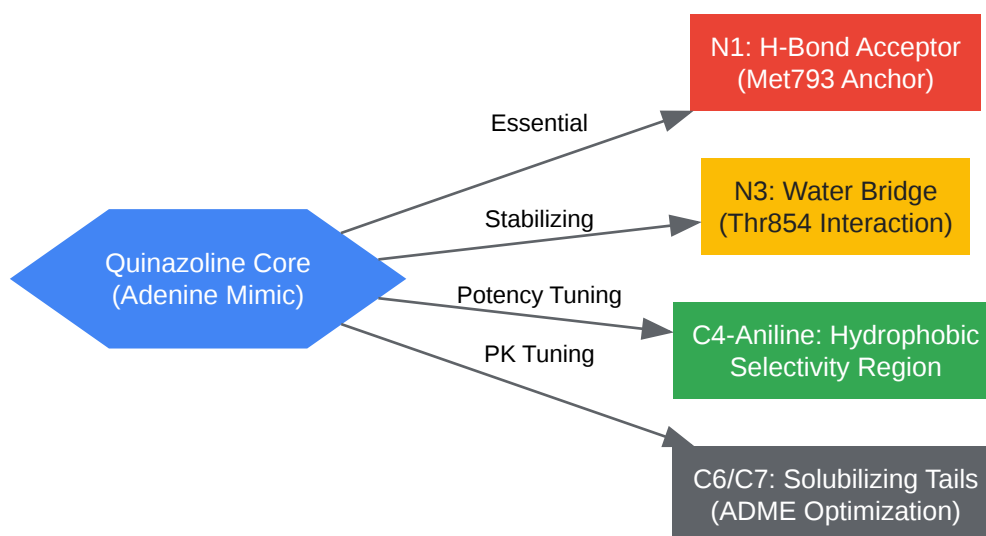 Quinazoline Core
(Adenine Mimic)
Essential
N1: H-Bond Acceptor
(Met793 Anchor)
Stabilizing
N3: Water Bridge
(Thr854 Interaction)
Potency Tuning
C4-Aniline: Hydrophobic
Selectivity Region
PK Tuning
C6/C7: Solubilizing Tails
(ADME Optimization)